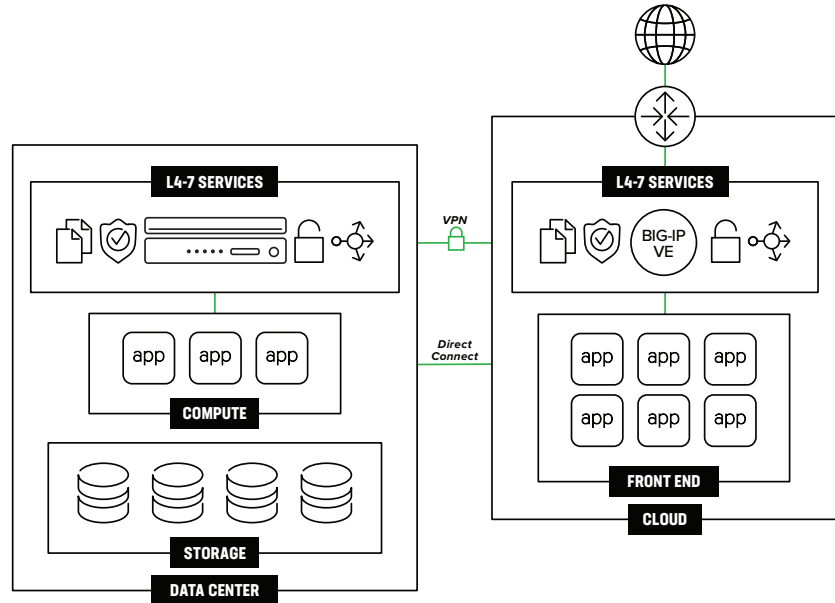 L4-7 SERVICES
app
app
app
COMPUTE
STORAGE
DATA CENTER
VPN
Direct
Connect
L4-7 SERVICES
BIG-IP
VE
app
app
app
app
app
app
FRONT END
CLOUD